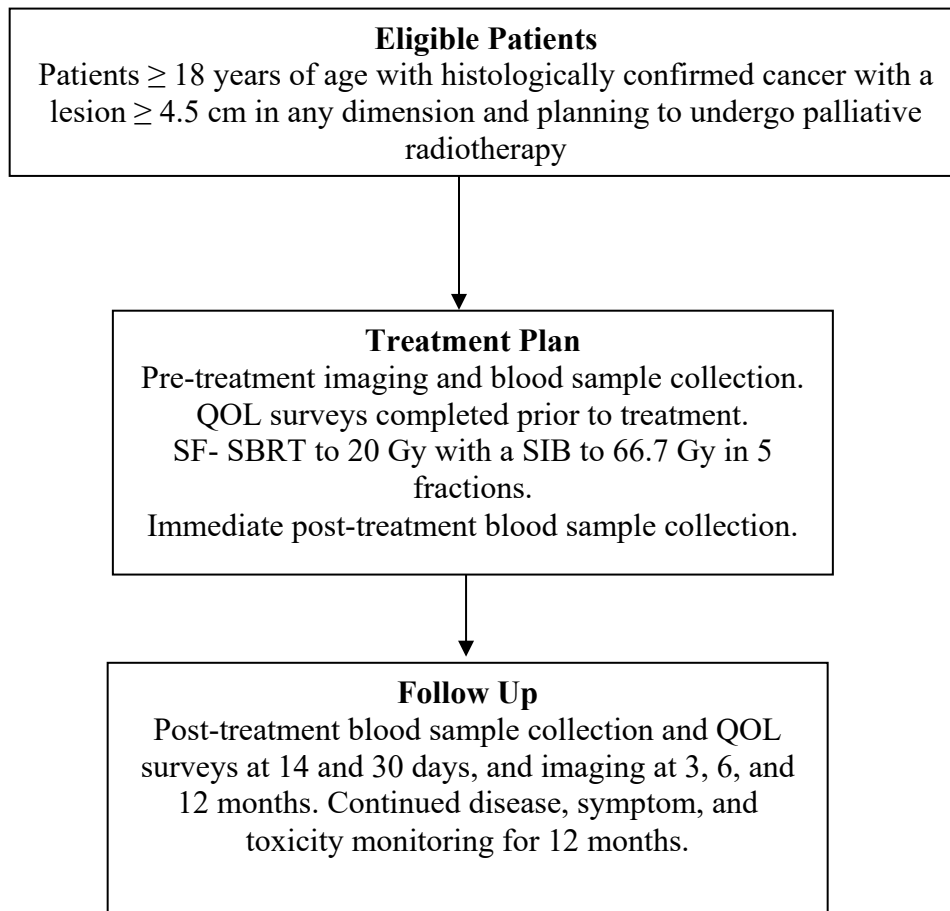 Eligible Patients
Patients ≥ 18 years of age with histologically confirmed cancer with a
lesion ≥ 4.5 cm in any dimension and planning to undergo palliative
radiotherapy
Treatment Plan
Pre-treatment imaging and blood sample collection.
QOL surveys completed prior to treatment.
SF- SBRT to 20 Gy with a SIB to 66.7 Gy in 5
fractions.
Immediate post-treatment blood sample collection.
Follow Up
Post-treatment blood sample collection and QOL
surveys at 14 and 30 days, and imaging at 3, 6, and
12 months. Continued disease, symptom, and
toxicity monitoring for 12 months.